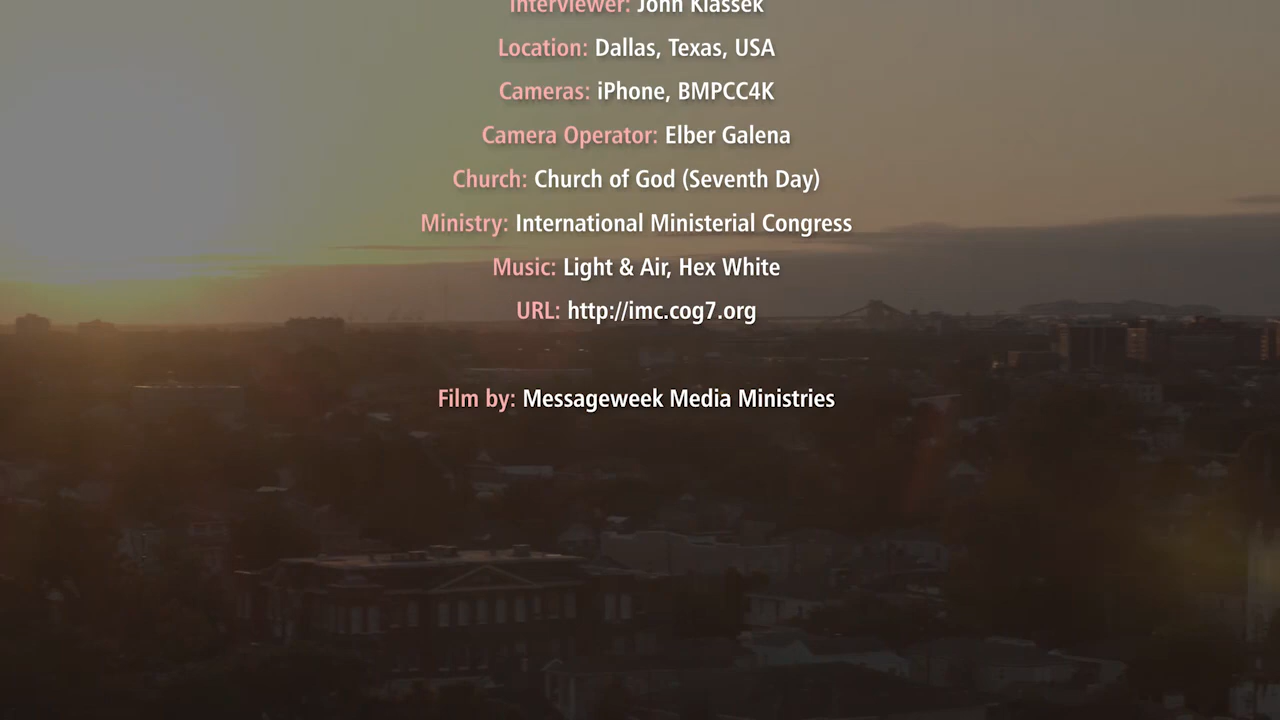 Interviewer: John Klassek
Location: Dallas, Texas, USA
Cameras: iPhone, BMPCC4K
Camera Operator: Elber Galena
Church: Church of God (Seventh Day)
Ministry: International Ministerial Congress
Music: Light & Air, Hex White
URL: http://imc.cog7.org
Film by: Messageweek Media Ministries